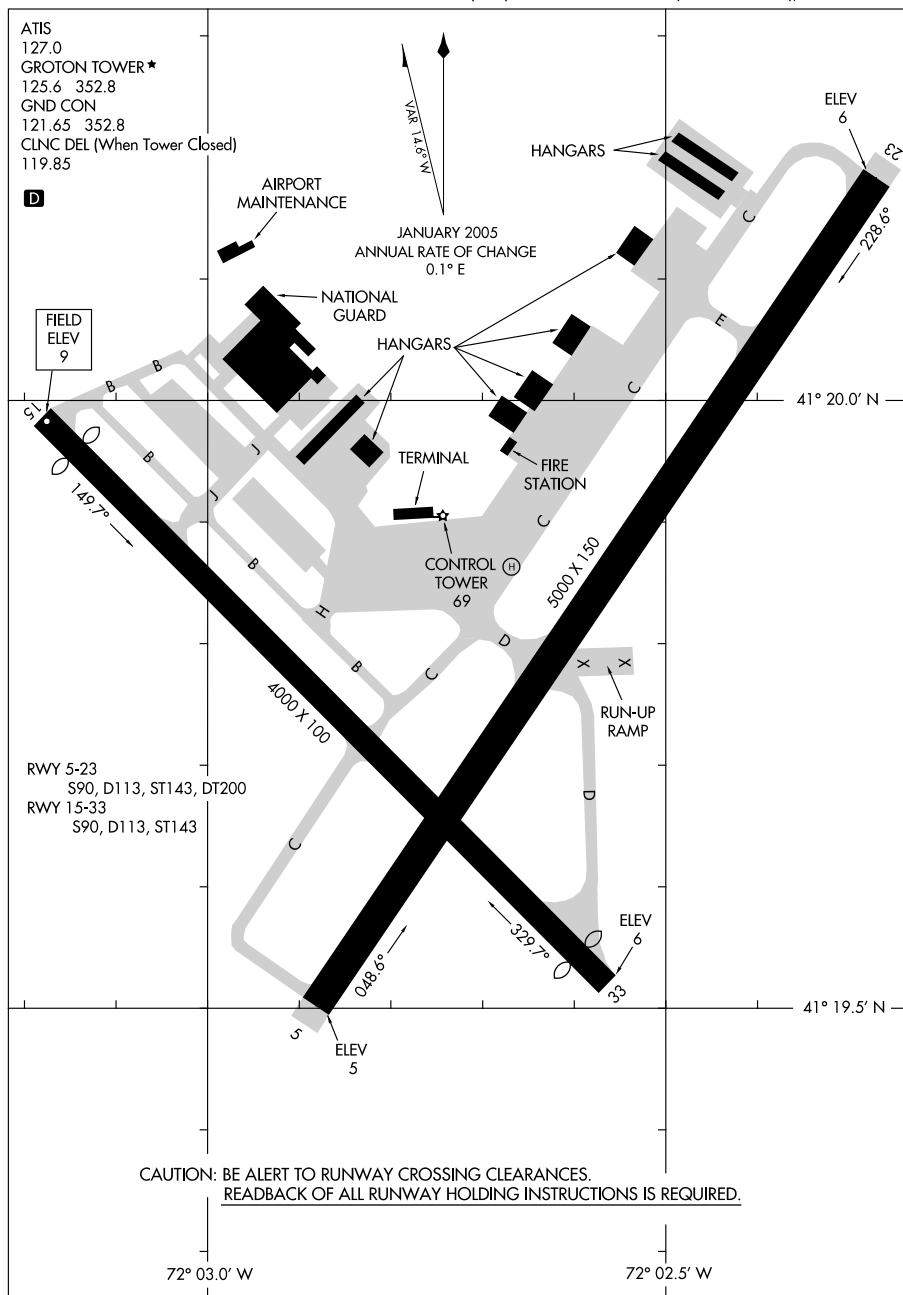 ATIS
127.0
GROTON TOWER★
125.6 352.8
GND CON
121.65 352.8
CLNC DEL (When Tower Closed)
119.85
D
VAR 14.6° W
JANUARY 2005
ANNUAL RATE OF CHANGE
0.1° E
HANGARS
ELEV
6
23
228.6°
C
AIRPORT
MAINTENANCE
NATIONAL
GUARD
HANGARS
E
C
FIELD
ELEV
9
B
B
15
41° 20.0' N
149.7°
B
J
J
TERMINAL
FIRE
STATION
C
CONTROL
TOWER
69
H
5000 X 150
B
H
B
C
D
X
X
RUN-UP
RAMP
4000 X 100
RWY 5-23
S90, D113, ST143, DT200
RWY 15-33
S90, D113, ST143
D
C
048.6°
329.7°
ELEV
6
33
41° 19.5' N
5
ELEV
5
CAUTION: BE ALERT TO RUNWAY CROSSING CLEARANCES.
READBACK OF ALL RUNWAY HOLDING INSTRUCTIONS IS REQUIRED.
72° 03.0' W
72° 02.5' W